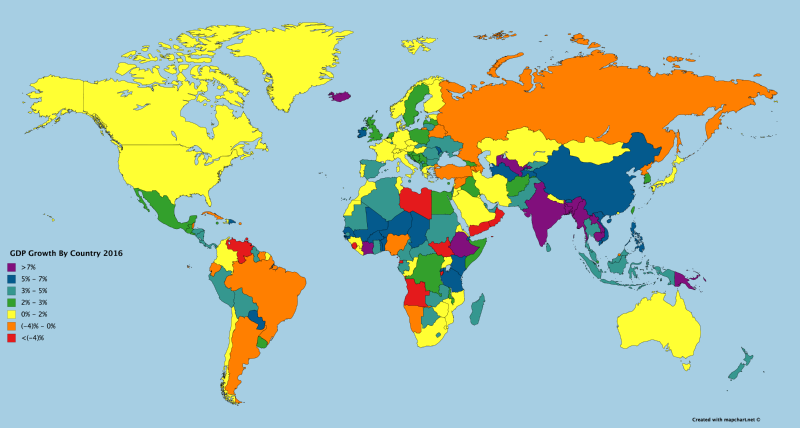 GDP Growth By Country 2016
>7%
5% - 7%
3% - 5%
2% - 3%
0% - 2%
(-4)% - 0%
<(-4)%
Created with mapchart.net ©